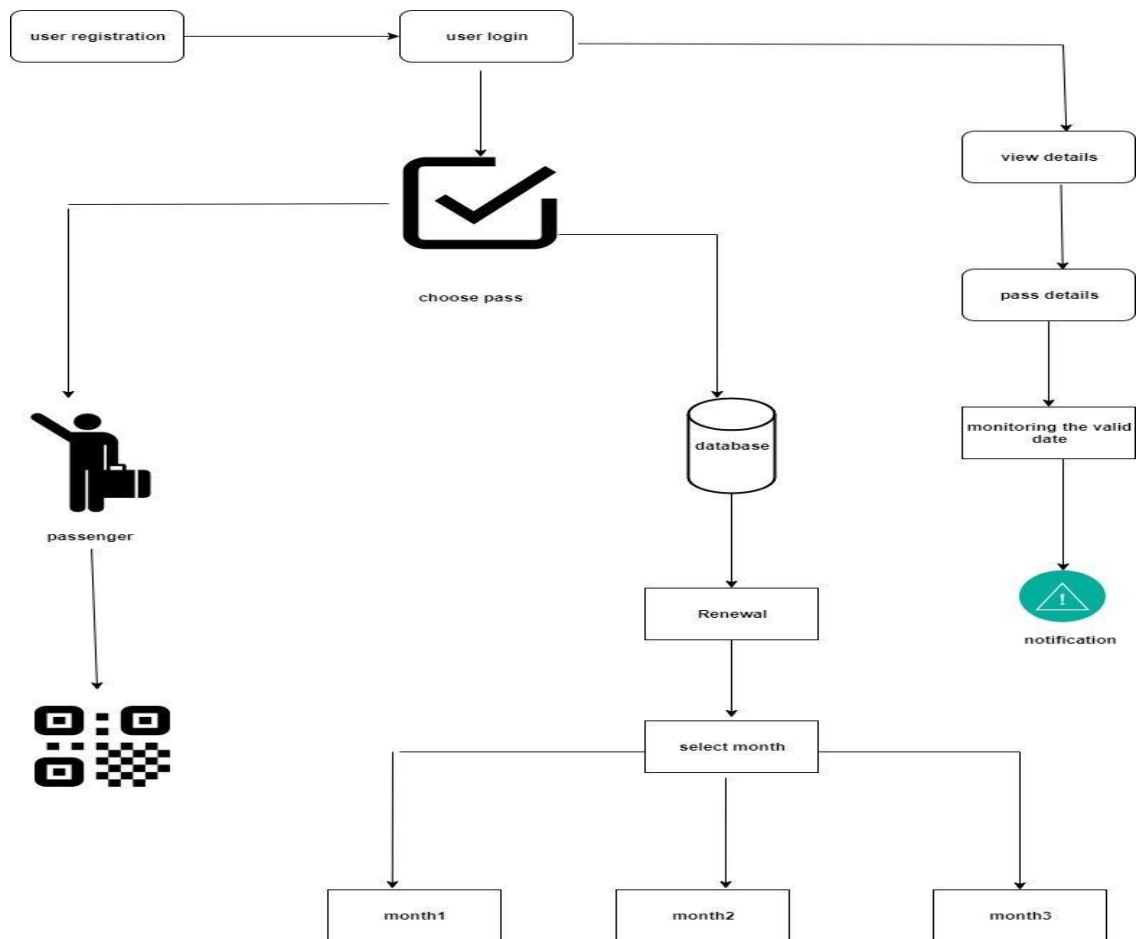 user registration
user login
view details
choose pass
pass details
monitoring the valid
date
database
passenger
Renewal
!
notification
select month
month1
month2
month3